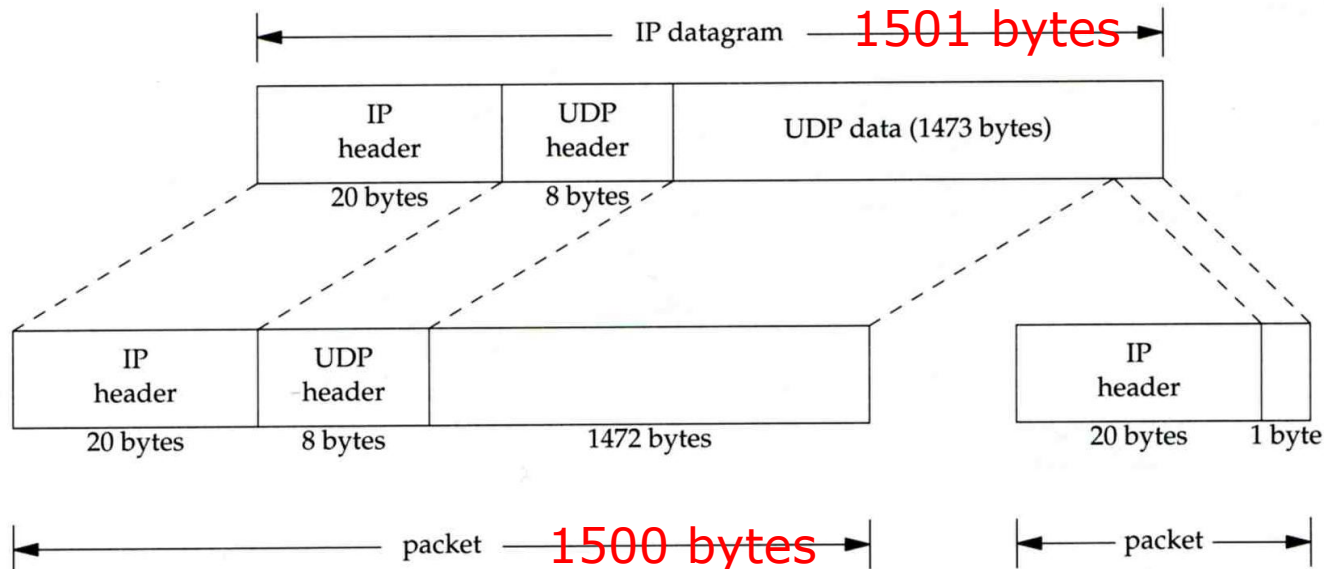 IP datagram 1501 bytes
IP
header
UDP
header
UDP data (1473 bytes)
20 bytes
8 bytes
IP
header
UDP
header
IP
header
20 bytes
8 bytes
1472 bytes
20 bytes
1 byte
packet 1500 bytes
packet